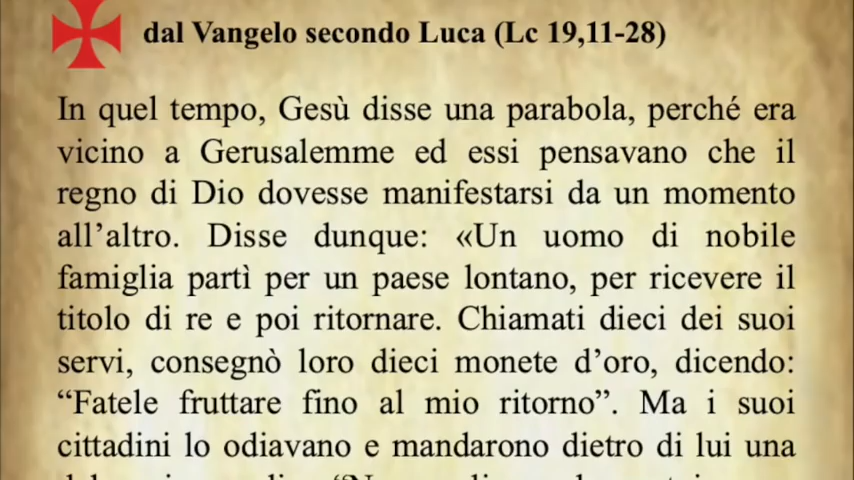 dal Vangelo secondo Luca (Lc 19,11-28)
In quel tempo, Gesù disse una parabola, perché era
vicino a Gerusalemme ed essi pensavano che il
regno di Dio dovesse manifestarsi da un momento
all’altro. Disse dunque: «Un uomo di nobile
famiglia partì per un paese lontano, per ricevere il
titolo di re e poi ritornare. Chiamati dieci dei suoi
servi, consegnò loro dieci monete d’oro, dicendo:
“Fatele fruttare fino al mio ritorno”. Ma i suoi
cittadini lo odiavano e mandarono dietro di lui una